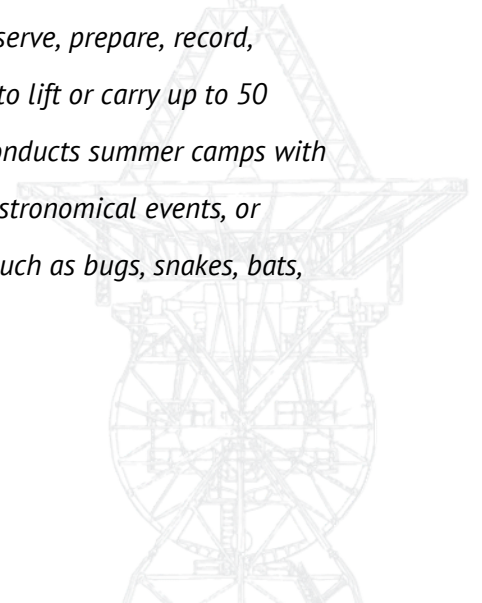 serve, prepare, record,
to lift or carry up to 50
onducts summer camps with
stronomical events, or
uch as bugs, snakes, bats,